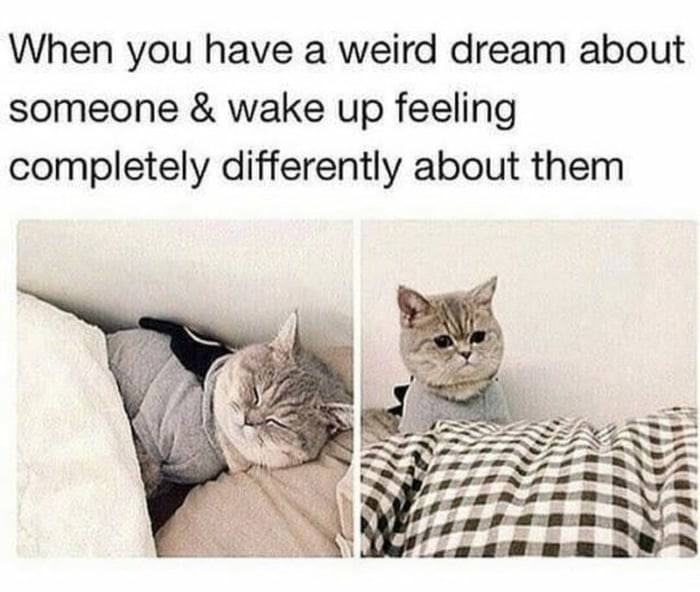 When you have a weird dream about
someone & wake up feeling
completely differently about them